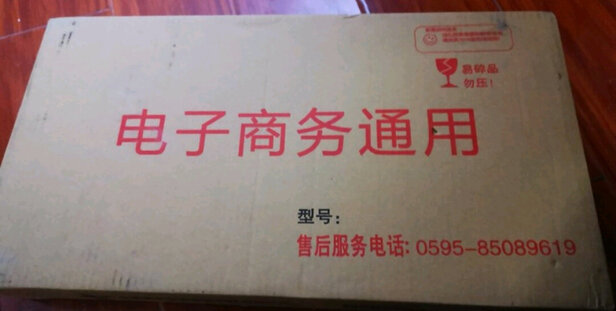 易碎品
勿压!
电子商务通用
型号:
售后服务电话: 0595-85089619